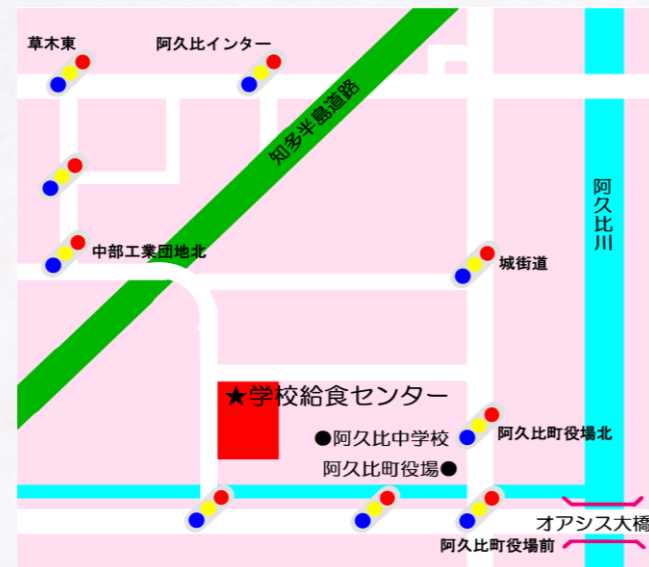 草木東
阿久比インター
知多半島道路
阿久比川
中部工業団地北
城街道
★学校給食センター
●阿久比中学校
阿久比町役場北
阿久比町役場●
オアシス大橋
阿久比町役場前